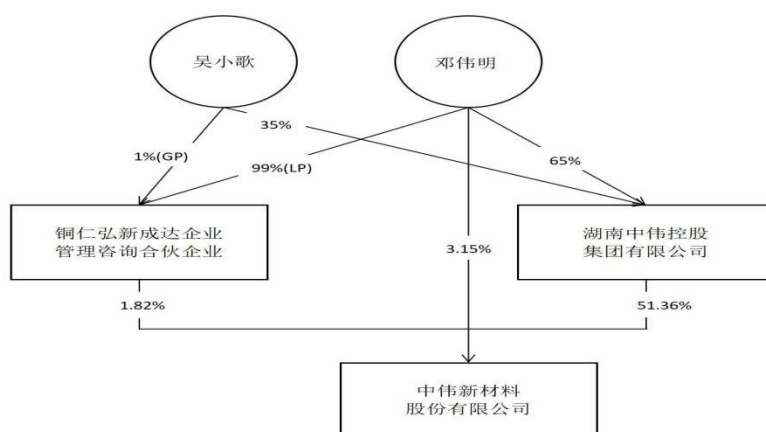 吴小歌
邓伟明
35%
1%(GP)
99%(LP)
65%
铜仁弘新成达企业
管理咨询合伙企业
湖南中伟控股
集团有限公司
3.15%
1.82%
51.36%
中伟新材料
股份有限公司